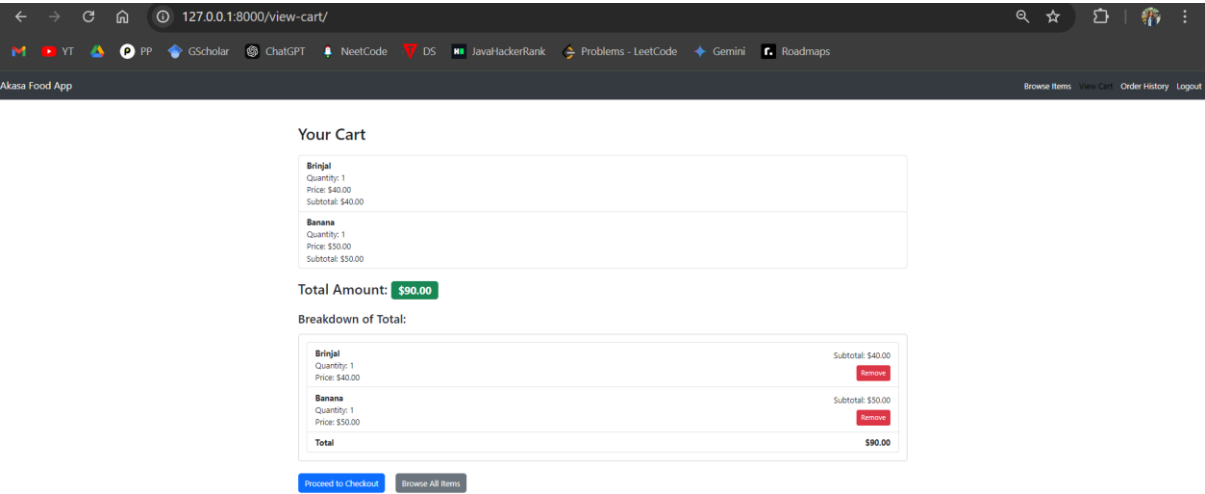 127.0.0.1:8000/view-cart/
YT PP GScholar ChatGPT NeetCode DS JavaHackerRank Problems - LeetCode Gemini Roadmaps
Akasa Food App Browse Items View Cart Order History Logout
Your Cart
Brinjal
Quantity: 1
Price: $40.00
Subtotal: $40.00
Banana
Quantity: 1
Price: $50.00
Subtotal: $50.00
Total Amount: $90.00
Breakdown of Total:
Brinjal Subtotal: $40.00
Quantity: 1
Price: $40.00 Remove
Banana Subtotal: $50.00
Quantity: 1
Price: $50.00 Remove
Total $90.00
Proceed to Checkout Browse All Items